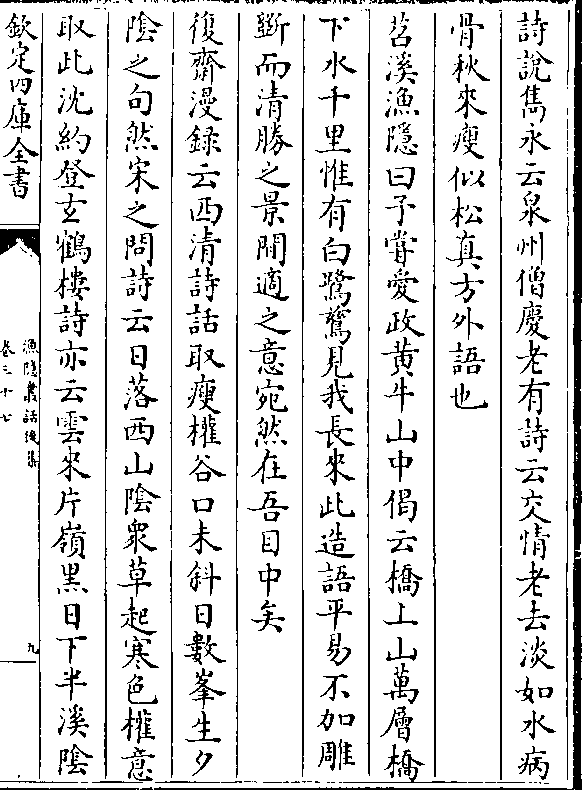 詩說雋永云泉州僧慶老有詩云交情老去淡如水病
骨秋來瘦似松真方外語也
苕溪漁隱曰予嘗愛政黄牛山中偈云橋上山萬層橋
下水千里惟有白鷺鷥見我長來此造語平易不加雕
斵而清勝之景閒適之意宛然在吾目中矣
復齋漫録云西清詩話取瘦權谷口未斜日數峯生夕
隂之句然宋之問詩云日落西山隂衆草起寒色權意
取此沈約登玄鶴樓詩亦云雲來片嶺黒日下半溪隂
欽定四庫全書
漁隱叢話後集
卷三十七
九